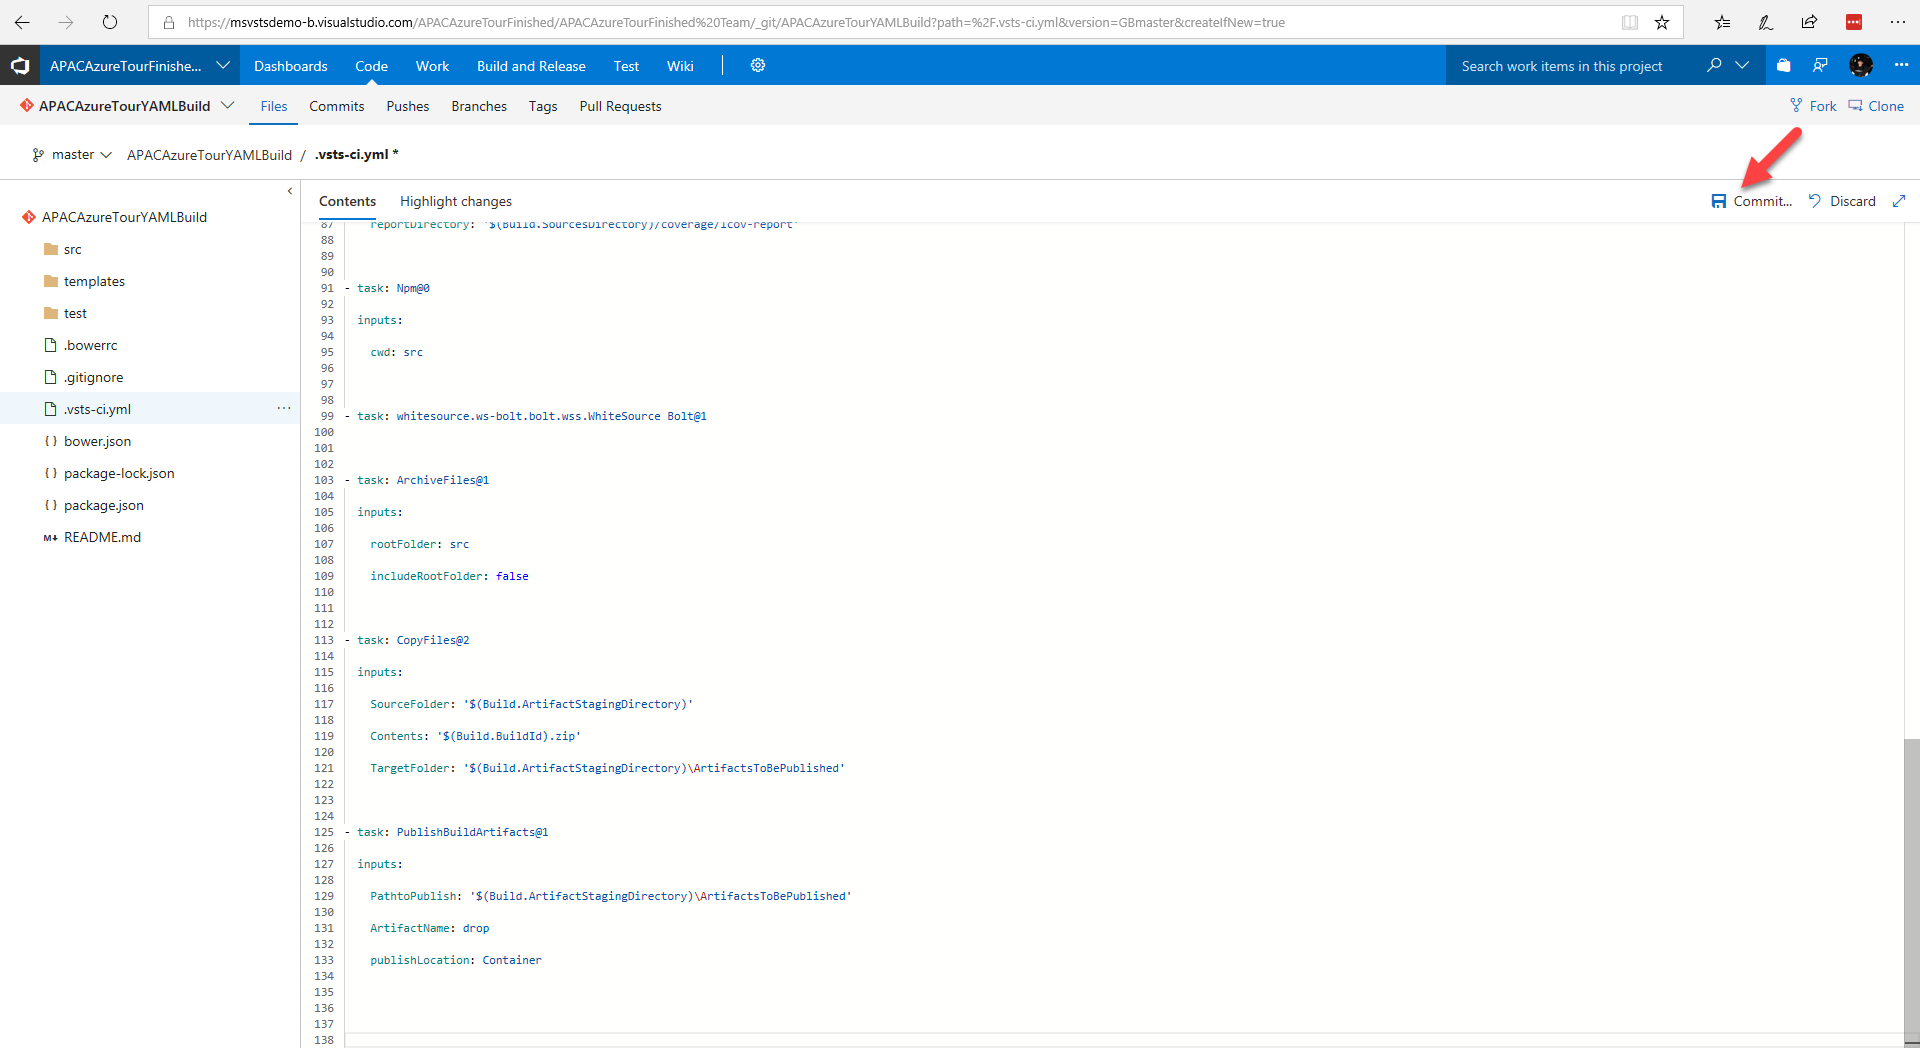 https://msvstsdemo-b.visualstudio.com/APACAzureTourFinished/APACAzureTourFinished%20Team/_git/APACAzureTourYAMLBuild?path=%2F.vsts-ci.yml&version=GBmaster&createIfNew=true
APACAzureTourFinishe... Dashboards Code Work Build and Release Test Wiki Search work items in this project
APACAzureTourYAMLBuild Files Commits Pushes Branches Tags Pull Requests Fork Clone
master APACAzureTourYAMLBuild / .vsts-ci.yml *
Contents Highlight changes Commit... Discard
APACAzureTourYAMLBuild
src
templates
test
.bowerrc
.gitignore
.vsts-ci.yml ...
{ } bower.json
{ } package-lock.json
{ } package.json
M↓ README.md
87 reportDirectory: '$(Build.SourcesDirectory)/coverage/lcov-report'
88
89
90
91 - task: Npm@0
92
93 inputs:
94
95 cwd: src
96
97
98
99 - task: whitesource.ws-bolt.bolt.wss.WhiteSource Bolt@1
100
101
102
103 - task: ArchiveFiles@1
104
105 inputs:
106
107 rootFolder: src
108
109 includeRootFolder: false
110
111
112
113 - task: CopyFiles@2
114
115 inputs:
116
117 SourceFolder: '$(Build.ArtifactStagingDirectory)'
118
119 Contents: '$(Build.BuildId).zip'
120
121 TargetFolder: '$(Build.ArtifactStagingDirectory)\ArtifactsToBePublished'
122
123
124
125 - task: PublishBuildArtifacts@1
126
127 inputs:
128
129 PathtoPublish: '$(Build.ArtifactStagingDirectory)\ArtifactsToBePublished'
130
131 ArtifactName: drop
132
133 publishLocation: Container
134
135
136
137
138